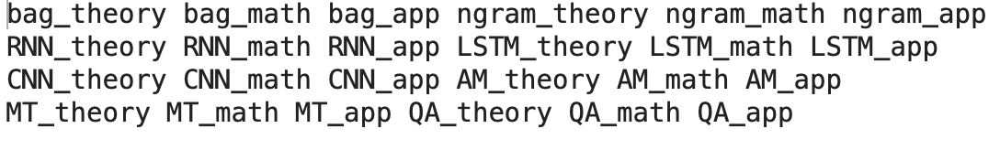 bag_theory bag_math bag_app ngram_theory ngram_math ngram_app
RNN_theory RNN_math RNN_app LSTM_theory LSTM_math LSTM_app
CNN_theory CNN_math CNN_app AM_theory AM_math AM_app
MT_theory MT_math MT_app QA_theory QA_math QA_app